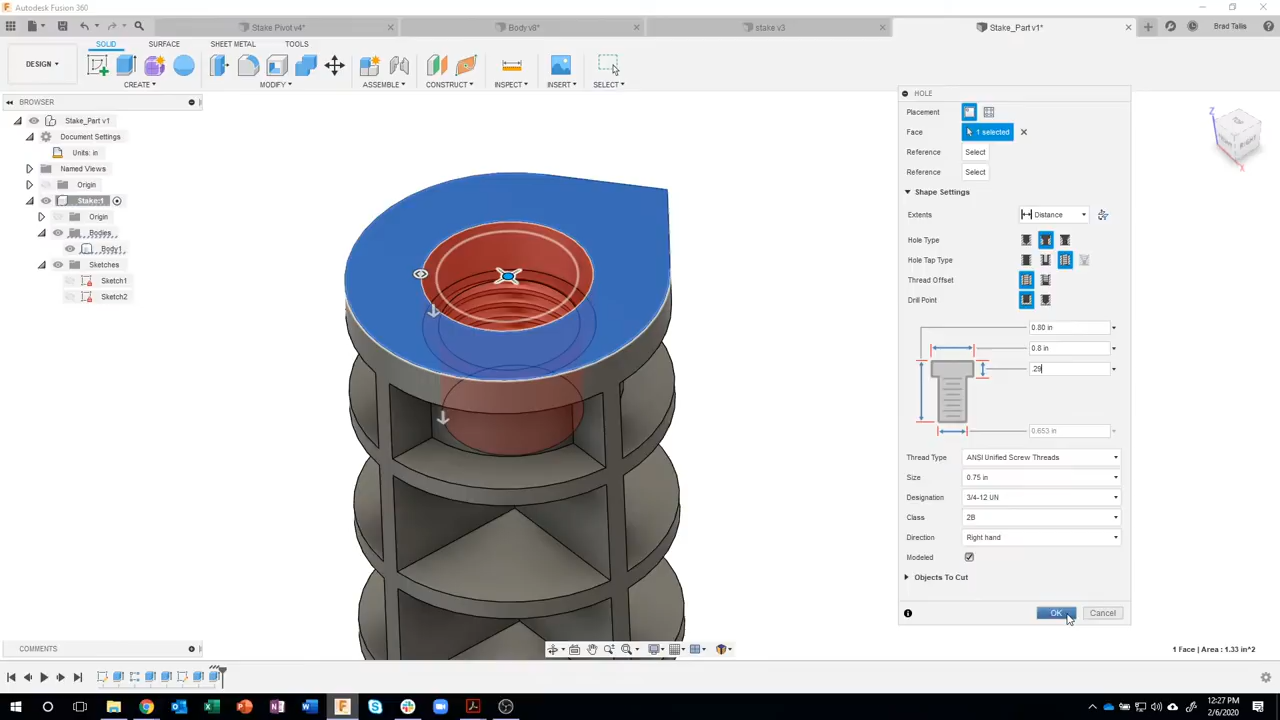 Autodesk Fusion 360
Stake Pivot v4*
Body v8*
stake v3
Stake_Part v1*
Brad Tallis
SOLID
SURFACE
SHEET METAL
TOOLS
DESIGN
CREATE
MODIFY
ASSEMBLE
CONSTRUCT
INSPECT
INSERT
SELECT
BROWSER
Stake_Part v1
Document Settings
Units: in
Named Views
Origin
Stake:1
Origin
Bodies
Body1
Sketches
Sketch1
Sketch2
HOLE
Placement
Face
1 selected
Reference
Select
Reference
Select
Shape Settings
Extents
Distance
Hole Type
Hole Tap Type
Thread Offset
Drill Point
0.80 in
0.8 in
.29
0.653 in
Thread Type
ANSI Unified Screw Threads
Size
0.75 in
Designation
3/4-12 UN
Class
2B
Direction
Right hand
Modeled
Objects To Cut
OK
Cancel
Z
X
RIGHT
COMMENTS
1 Face | Area : 1.33 in^2
12:27 PM
2/6/2020